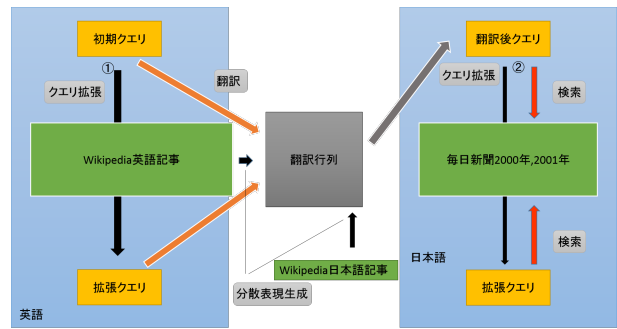 初期クエリ
①
クエリ拡張
Wikipedia英語記事
拡張クエリ
英語
翻訳
翻訳行列
Wikipedia日本語記事
分散表現生成
翻訳後クエリ
クエリ拡張
②
検索
毎日新聞2000年,2001年
検索
日本語
拡張クエリ